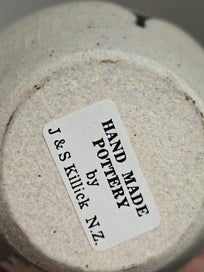 HAND MADE
POTTERY
by
J & S Killick N.Z.